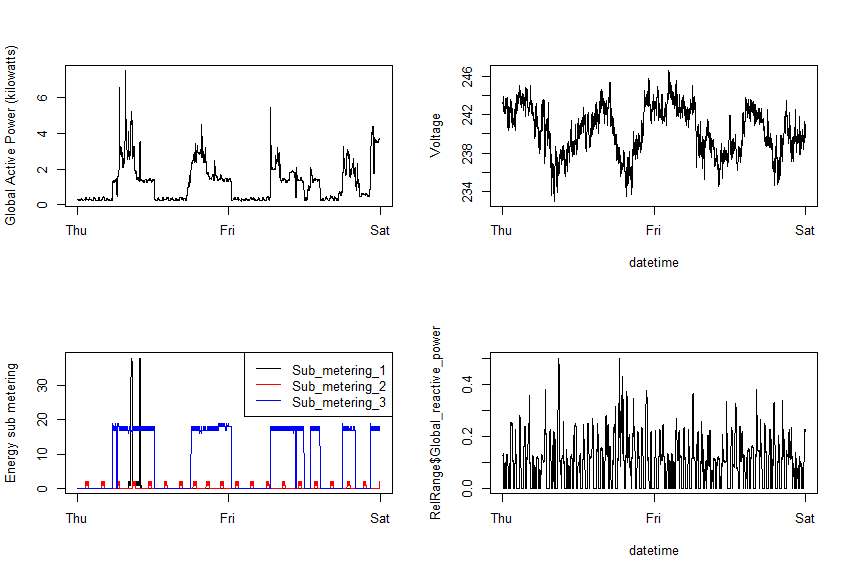 Global Active Power (kilowatts)
0 2 4 6
Thu Fri Sat
Voltage
234 238 242 246
Thu Fri Sat
datetime
Energy sub metering
0 10 20 30
Sub_metering_1
Sub_metering_2
Sub_metering_3
Thu Fri Sat
RelRange$Global_reactive_power
0.0 0.2 0.4
Thu Fri Sat
datetime